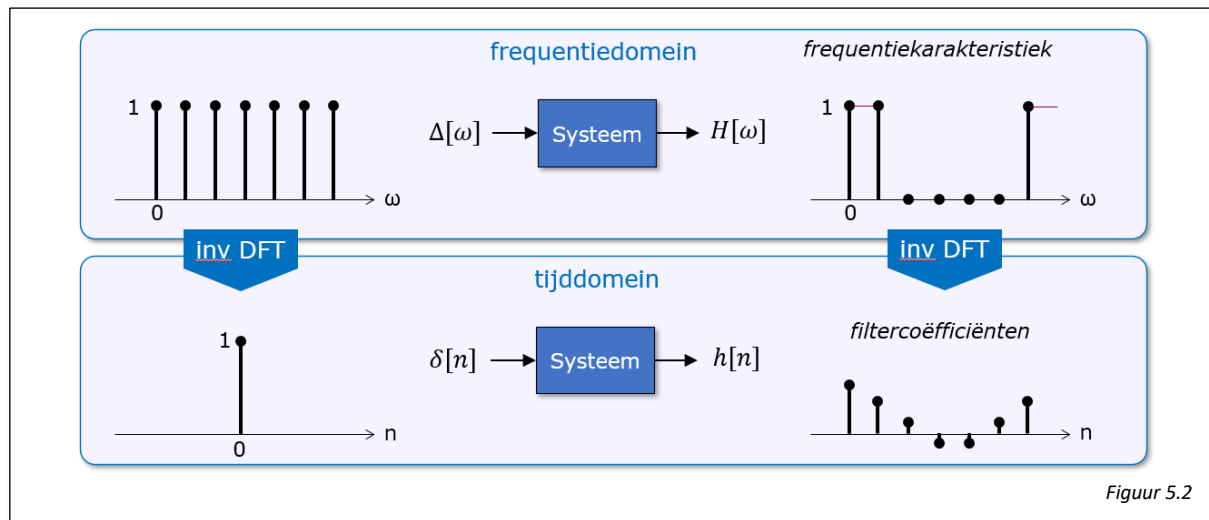 frequentiedomein
frequentiekarakteristiek
1
Δ[ω]
Systeem
H[ω]
1
0
ω
0
ω
inv DFT
inv DFT
tijddomein
1
δ[n]
Systeem
h[n]
filtercoëfficiënten
0
n
n
Figuur 5.2